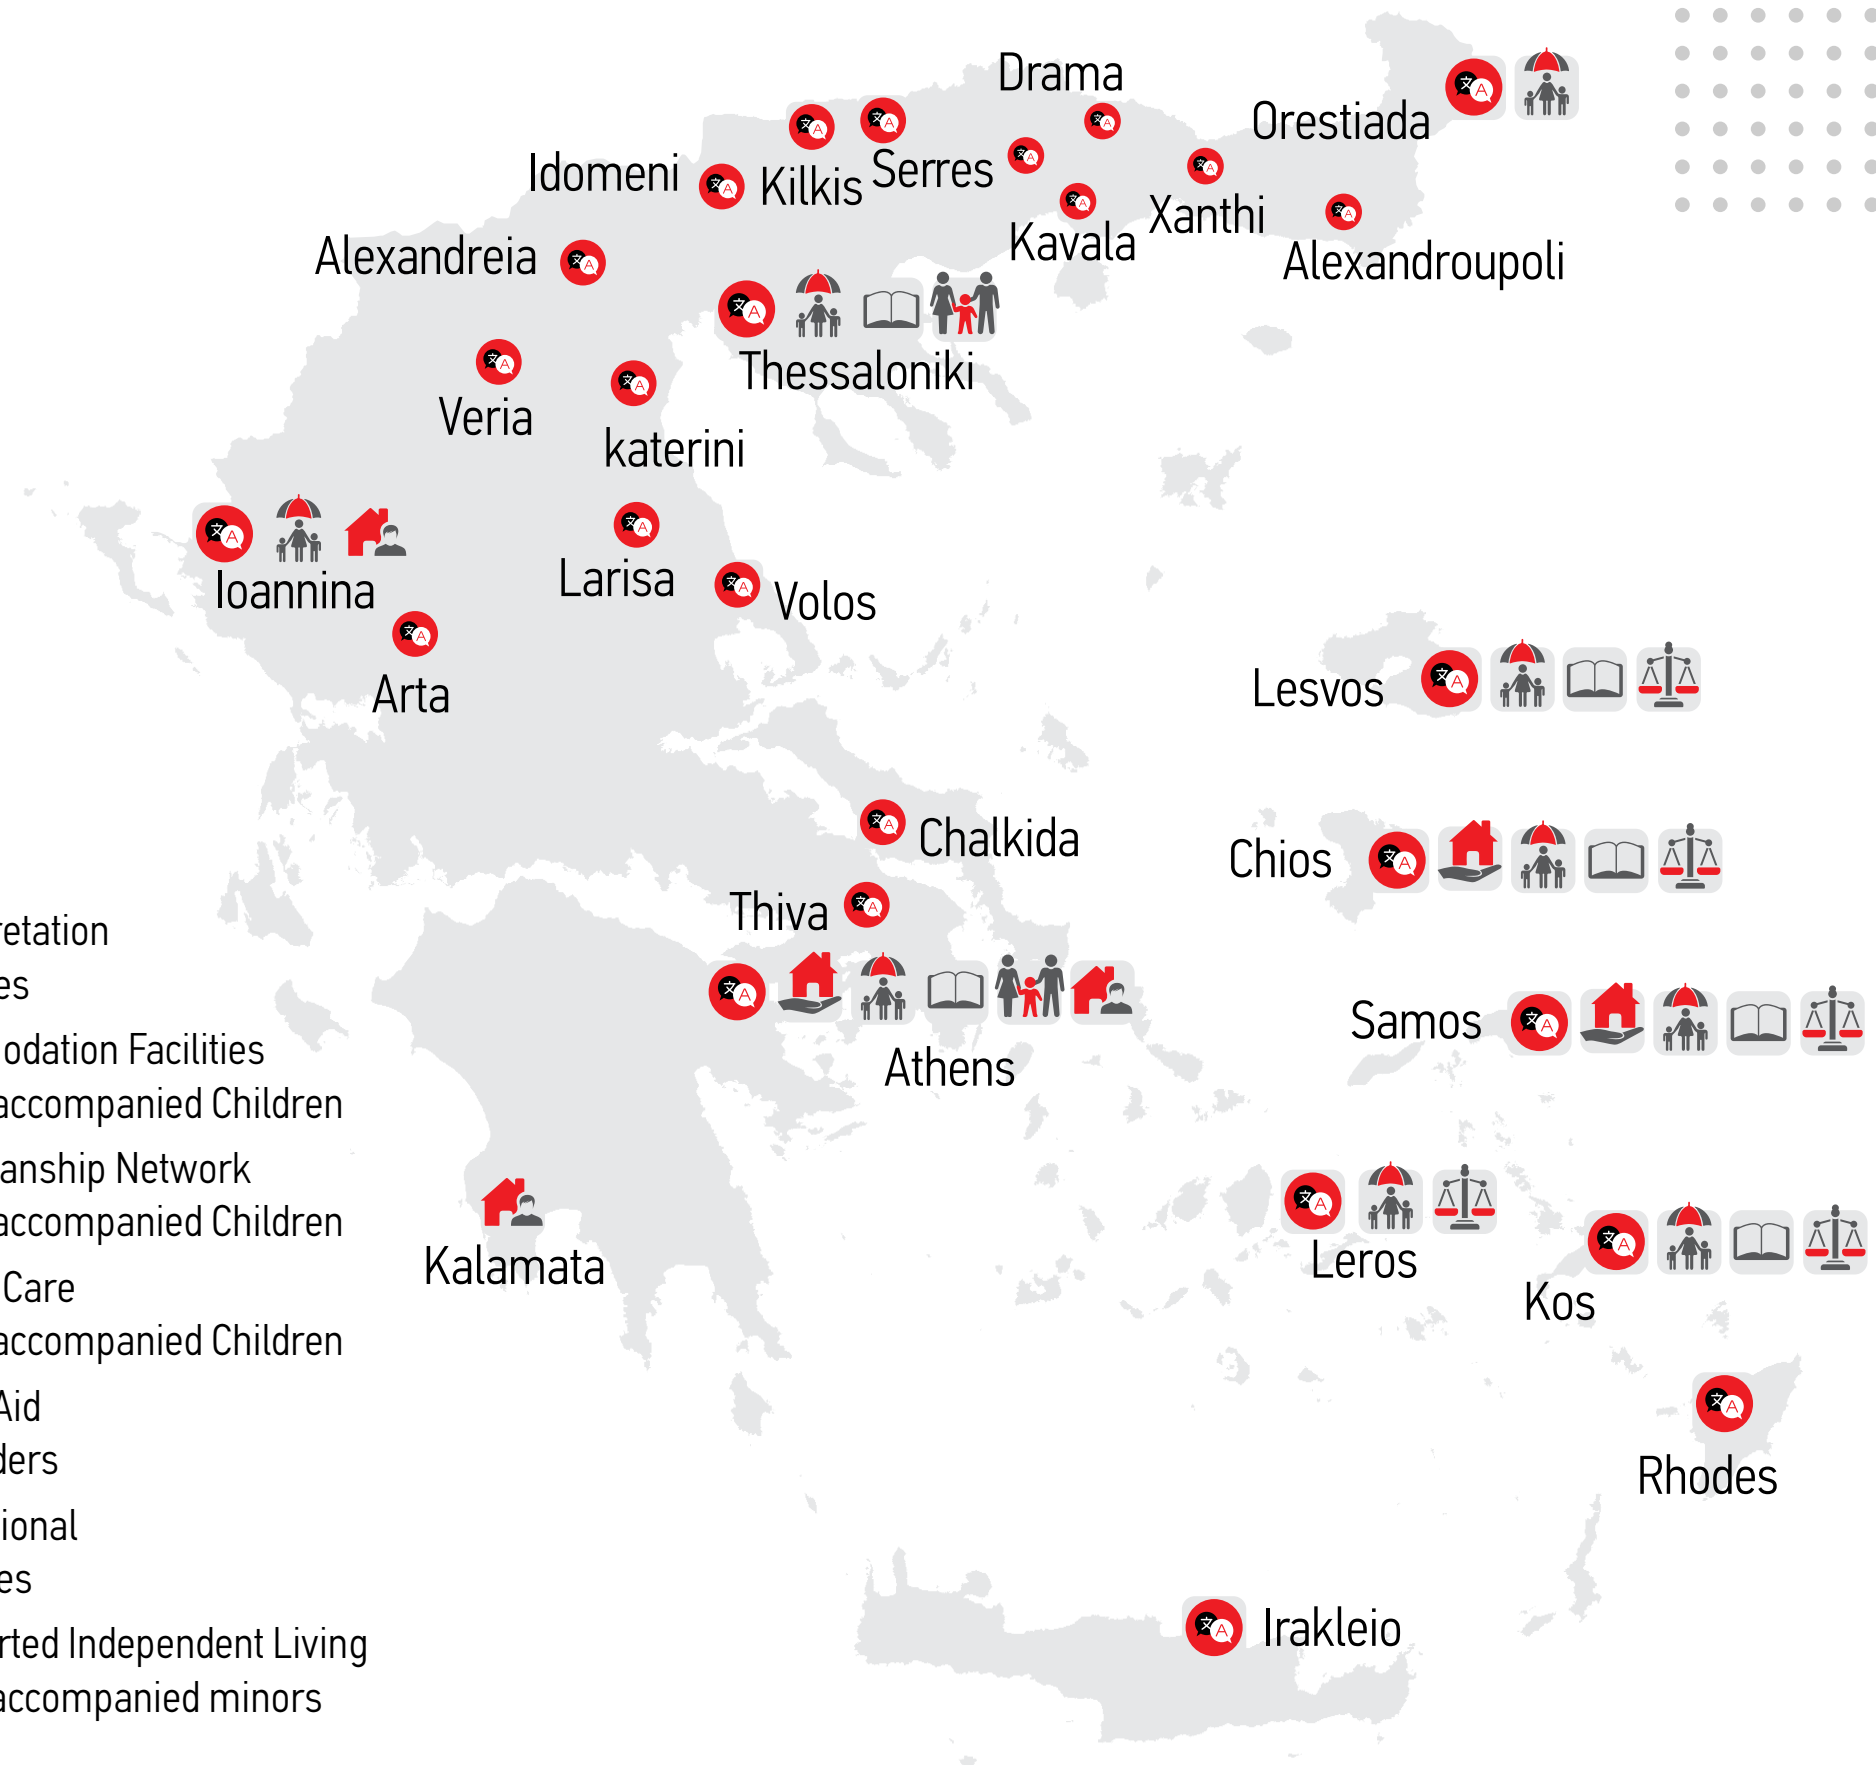 Drama
Orestiada
Idomeni
Kilkis
Serres
Xanthi
Kavala
Alexandreia
Alexandroupoli
Thessaloniki
Veria
katerini
Ioannina
Larisa
Volos
Arta
Lesvos
Chalkida
Chios
Thiva
Athens
Samos
Kalamata
Leros
Kos
Rhodes
Irakleio
retation
es
odation Facilities
accompanied Children
anship Network
accompanied Children
Care
accompanied Children
Aid
ders
ional
es
rted Independent Living
accompanied minors